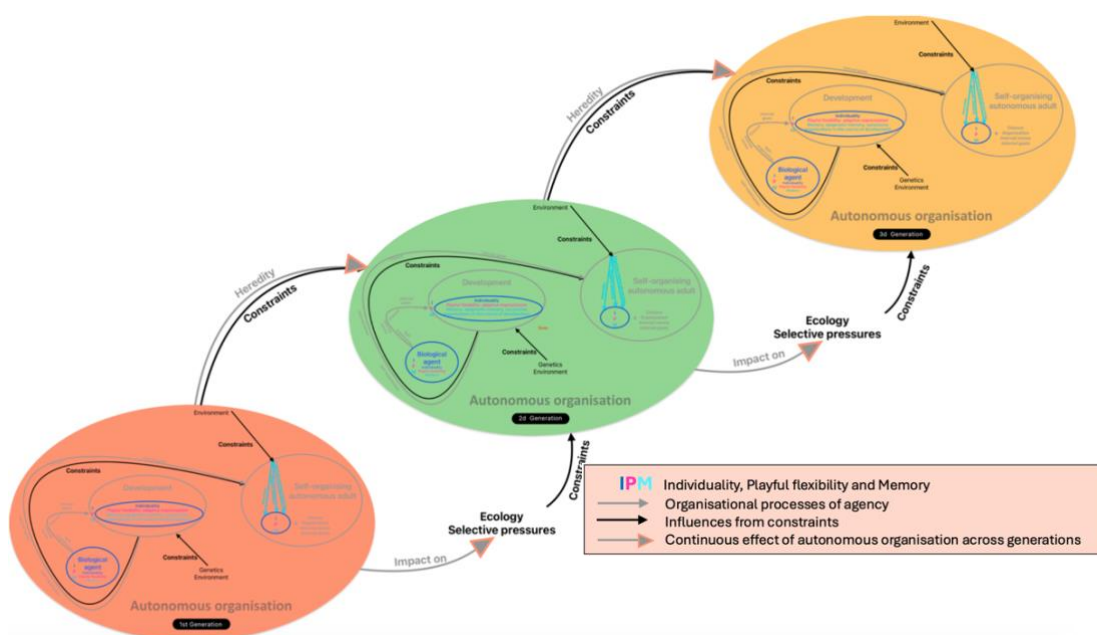 Environment
Constraints
Constraints
Self-organising
autonomous adult
Development
Individuality
Biological
agent
Constraints
Genetics
Environment
Autonomous organisation
3d Generation
Heredity
Constraints
Environment
Constraints
Constraints
Self-organising
autonomous adult
Development
Individuality
Biological
agent
Constraints
Genetics
Environment
Autonomous organisation
2d Generation
Ecology
Selective pressures
Impact on
Constraints
Heredity
Constraints
Environment
Constraints
Constraints
Self-organising
autonomous adult
Development
Individuality
Biological
agent
Constraints
Genetics
Environment
Autonomous organisation
1st Generation
Ecology
Selective pressures
Impact on
Constraints
IPM Individuality, Playful flexibility and Memory
Organisational processes of agency
Influences from constraints
Continuous effect of autonomous organisation across generations